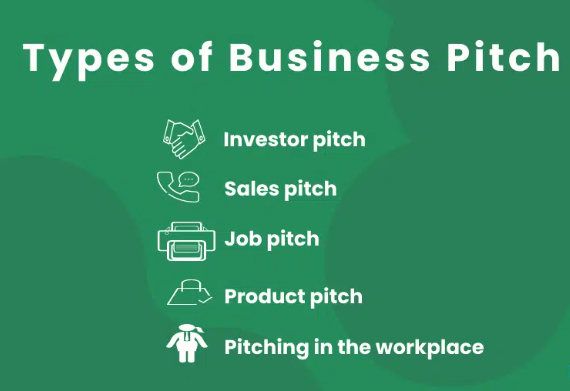 Types of Business Pitch
Investor pitch
Sales pitch
Job pitch
Product pitch
Pitching in the workplace